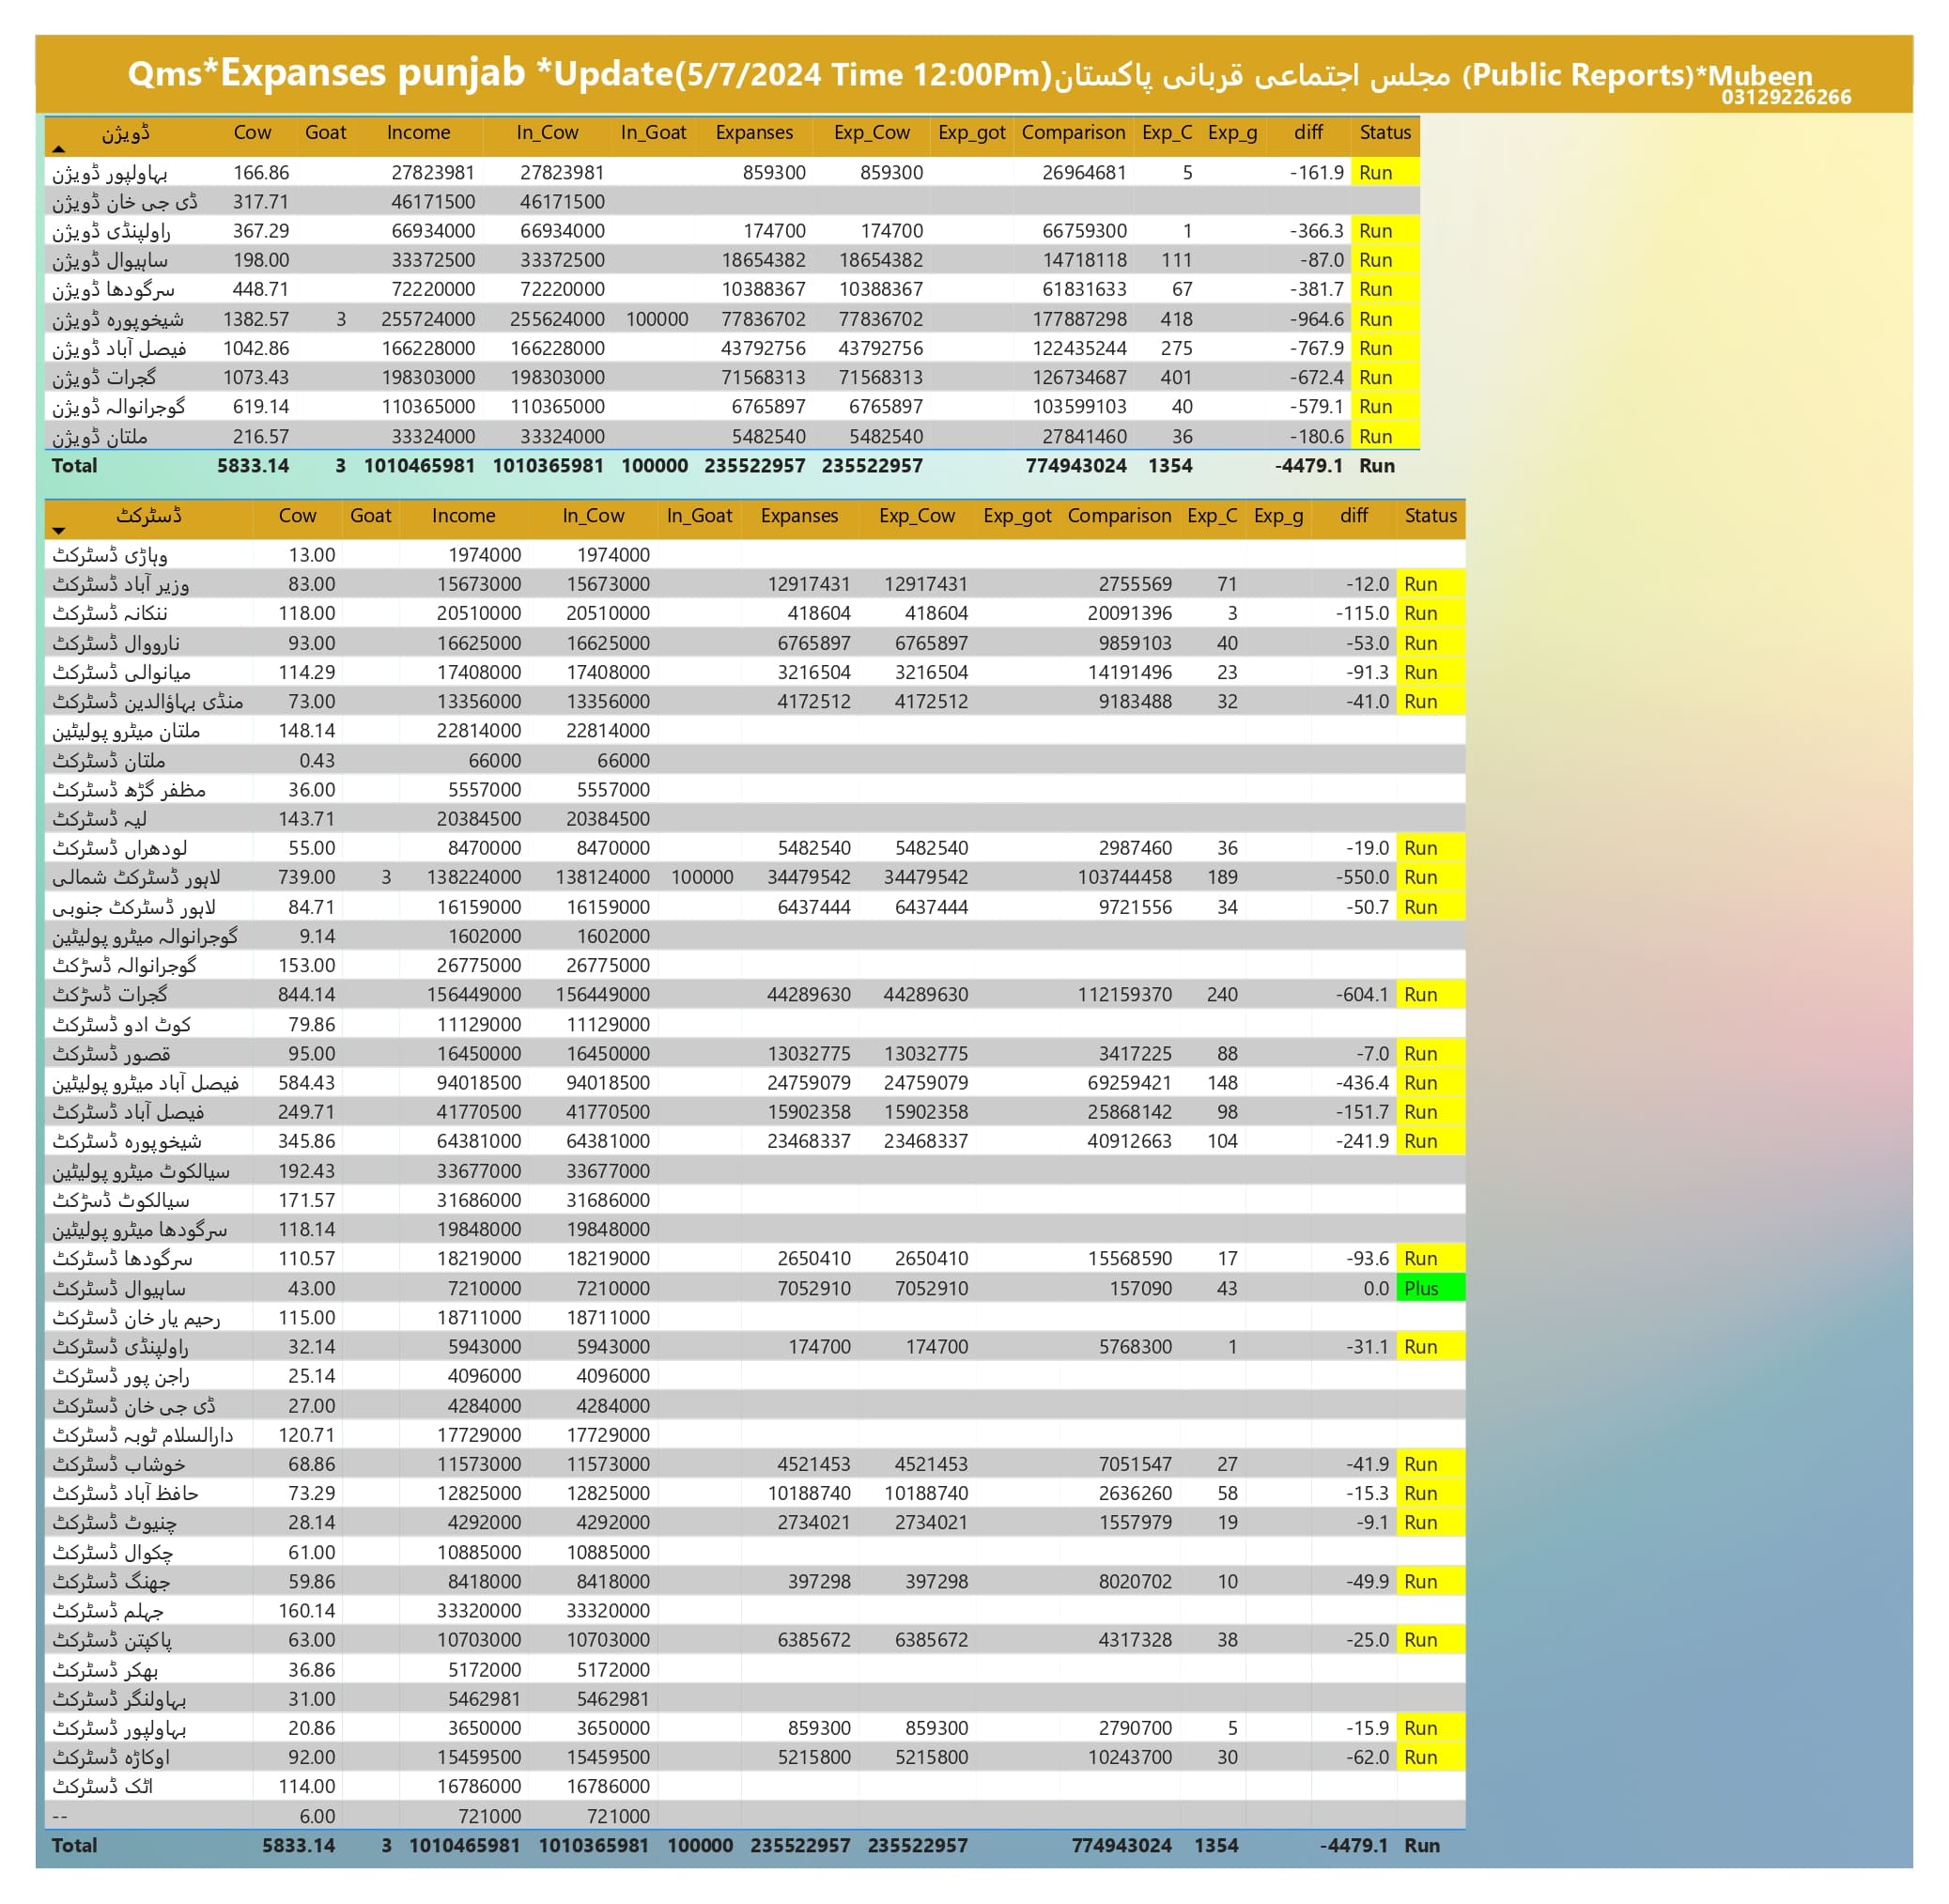 Qms*Expanses punjab *Update(5/7/2024 Time 12:00Pm)مجلس اجتماعی قربانی پاکستان (Public Reports)*Mubeen
03129226266
ڈویژن Cow Goat Income In_Cow In_Goat Expanses Exp_Cow Exp_got Comparison Exp_C Exp_g diff Status
بہاولپور ڈویژن 166.86 27823981 27823981 859300 859300 26964681 5 -161.9 Run
ڈی جی خان ڈویژن 317.71 46171500 46171500
راولپنڈی ڈویژن 367.29 66934000 66934000 174700 174700 66759300 1 -366.3 Run
ساہیوال ڈویژن 198.00 33372500 33372500 18654382 18654382 14718118 111 -87.0 Run
سرگودھا ڈویژن 448.71 72220000 72220000 10388367 10388367 61831633 67 -381.7 Run
شیخوپورہ ڈویژن 1382.57 3 255724000 255624000 100000 77836702 77836702 177887298 418 -964.6 Run
فیصل آباد ڈویژن 1042.86 166228000 166228000 43792756 43792756 122435244 275 -767.9 Run
گجرات ڈویژن 1073.43 198303000 198303000 71568313 71568313 126734687 401 -672.4 Run
گوجرانوالہ ڈویژن 619.14 110365000 110365000 6765897 6765897 103599103 40 -579.1 Run
ملتان ڈویژن 216.57 33324000 33324000 5482540 5482540 27841460 36 -180.6 Run
Total 5833.14 3 1010465981 1010365981 100000 235522957 235522957 774943024 1354 -4479.1 Run
ڈسٹرکٹ Cow Goat Income In_Cow In_Goat Expanses Exp_Cow Exp_got Comparison Exp_C Exp_g diff Status
وہاڑی ڈسٹرکٹ 13.00 1974000 1974000
وزیر آباد ڈسٹرکٹ 83.00 15673000 15673000 12917431 12917431 2755569 71 -12.0 Run
ننکانہ ڈسٹرکٹ 118.00 20510000 20510000 418604 418604 20091396 3 -115.0 Run
نارووال ڈسٹرکٹ 93.00 16625000 16625000 6765897 6765897 9859103 40 -53.0 Run
میانوالی ڈسٹرکٹ 114.29 17408000 17408000 3216504 3216504 14191496 23 -91.3 Run
منڈی بہاؤالدین ڈسٹرکٹ 73.00 13356000 13356000 4172512 4172512 9183488 32 -41.0 Run
ملتان میٹرو پولیٹین 148.14 22814000 22814000
ملتان ڈسٹرکٹ 0.43 66000 66000
مظفر گڑھ ڈسٹرکٹ 36.00 5557000 5557000
لیہ ڈسٹرکٹ 143.71 20384500 20384500
لودھراں ڈسٹرکٹ 55.00 8470000 8470000 5482540 5482540 2987460 36 -19.0 Run
لاہور ڈسٹرکٹ شمالی 739.00 3 138224000 138124000 100000 34479542 34479542 103744458 189 -550.0 Run
لاہور ڈسٹرکٹ جنوبی 84.71 16159000 16159000 6437444 6437444 9721556 34 -50.7 Run
گوجرانوالہ میٹرو پولیٹین 9.14 1602000 1602000
گوجرانوالہ ڈسڑکٹ 153.00 26775000 26775000
گجرات ڈسڑکٹ 844.14 156449000 156449000 44289630 44289630 112159370 240 -604.1 Run
کوٹ ادو ڈسٹرکٹ 79.86 11129000 11129000
قصور ڈسٹرکٹ 95.00 16450000 16450000 13032775 13032775 3417225 88 -7.0 Run
فیصل آباد میٹرو پولیٹین 584.43 94018500 94018500 24759079 24759079 69259421 148 -436.4 Run
فیصل آباد ڈسٹرکٹ 249.71 41770500 41770500 15902358 15902358 25868142 98 -151.7 Run
شیخوپورہ ڈسٹرکٹ 345.86 64381000 64381000 23468337 23468337 40912663 104 -241.9 Run
سیالکوٹ میٹرو پولیٹین 192.43 33677000 33677000
سیالکوٹ ڈسڑکٹ 171.57 31686000 31686000
سرگودھا میٹرو پولیٹین 118.14 19848000 19848000
سرگودھا ڈسٹرکٹ 110.57 18219000 18219000 2650410 2650410 15568590 17 -93.6 Run
ساہیوال ڈسٹرکٹ 43.00 7210000 7210000 7052910 7052910 157090 43 0.0 Plus
رحیم یار خان ڈسٹرکٹ 115.00 18711000 18711000
راولپنڈی ڈسٹرکٹ 32.14 5943000 5943000 174700 174700 5768300 1 -31.1 Run
راجن پور ڈسٹرکٹ 25.14 4096000 4096000
ڈی جی خان ڈسٹرکٹ 27.00 4284000 4284000
دارالسلام ٹوبہ ڈسٹرکٹ 120.71 17729000 17729000
خوشاب ڈسٹرکٹ 68.86 11573000 11573000 4521453 4521453 7051547 27 -41.9 Run
حافظ آباد ڈسٹرکٹ 73.29 12825000 12825000 10188740 10188740 2636260 58 -15.3 Run
چنیوٹ ڈسٹرکٹ 28.14 4292000 4292000 2734021 2734021 1557979 19 -9.1 Run
چکوال ڈسٹرکٹ 61.00 10885000 10885000
جھنگ ڈسٹرکٹ 59.86 8418000 8418000 397298 397298 8020702 10 -49.9 Run
جہلم ڈسٹرکٹ 160.14 33320000 33320000
پاکپتن ڈسٹرکٹ 63.00 10703000 10703000 6385672 6385672 4317328 38 -25.0 Run
بھکر ڈسٹرکٹ 36.86 5172000 5172000
بہاولنگر ڈسٹرکٹ 31.00 5462981 5462981
بہاولپور ڈسٹرکٹ 20.86 3650000 3650000 859300 859300 2790700 5 -15.9 Run
اوکاڑہ ڈسٹرکٹ 92.00 15459500 15459500 5215800 5215800 10243700 30 -62.0 Run
اٹک ڈسٹرکٹ 114.00 16786000 16786000
-- 6.00 721000 721000
Total 5833.14 3 1010465981 1010365981 100000 235522957 235522957 774943024 1354 -4479.1 Run